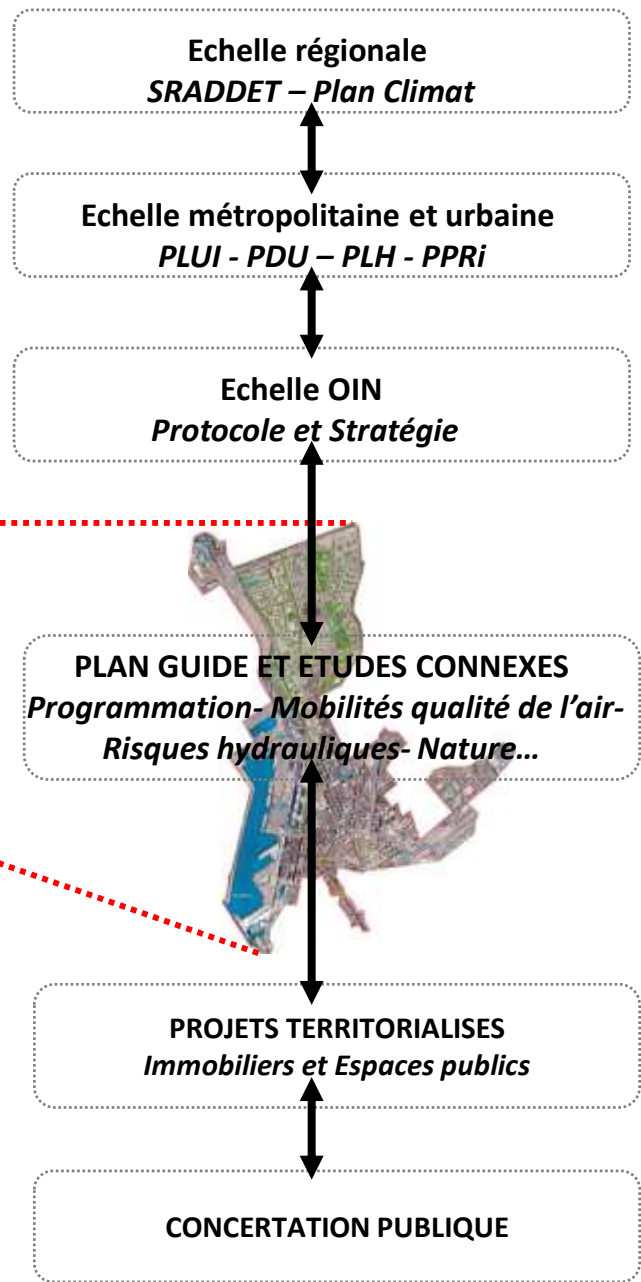 Echelle régionale
SRADDET – Plan Climat
Echelle métropolitaine et urbaine
PLUI - PDU – PLH - PPRi
Echelle OIN
Protocole et Stratégie
PLAN GUIDE ET ETUDES CONNEXES
Programmation- Mobilités qualité de l'air-
Risques hydrauliques- Nature...
PROJETS TERRITORIALISES
Immobiliers et Espaces publics
CONCERTATION PUBLIQUE